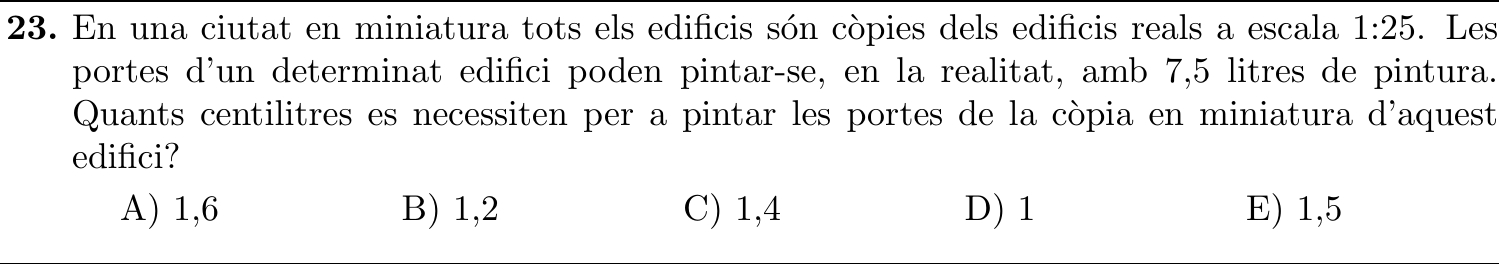 23. En una ciutat en miniatura tots els edificis són còpies dels edificis reals a escala 1:25. Les
portes d'un determinat edifici poden pintar-se, en la realitat, amb 7,5 litres de pintura.
Quants centilitres es necessiten per a pintar les portes de la còpia en miniatura d'aquest
edifici?
A) 1,6 B) 1,2 C) 1,4 D) 1 E) 1,5